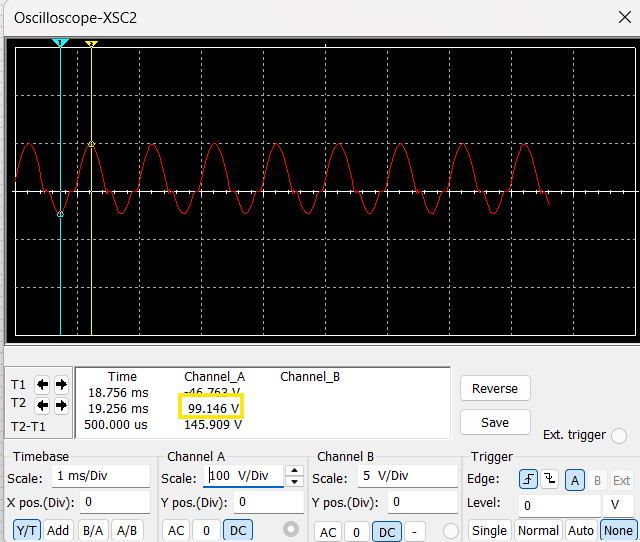 Oscilloscope-XSC2
1 2
Time Channel_A Channel_B
T1 18.756 ms -46.763 V
T2 19.256 ms 99.146 V
T2-T1 500.000 us 145.909 V
Reverse
Save
Ext. trigger
Timebase Channel A Channel B Trigger
Scale: 1 ms/Div Scale: 100 V/Div Scale: 5 V/Div Edge: A B Ext
X pos.(Div): 0 Y pos.(Div): 0 Y pos.(Div): 0 Level: 0 V
Y/T Add B/A A/B AC 0 DC AC 0 DC - Single Normal Auto None